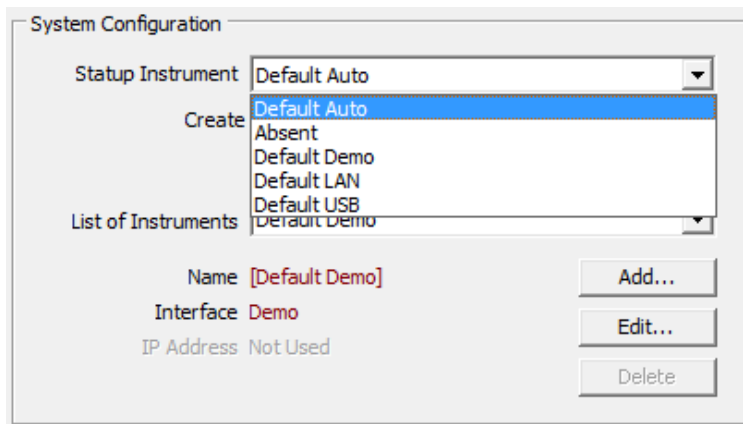 System Configuration
Statup Instrument Default Auto
Create Default Auto
Absent
Default Demo
Default LAN
Default USB
List of Instruments Default Demo
Name [Default Demo] Add...
Interface Demo
Edit...
IP Address Not Used
Delete